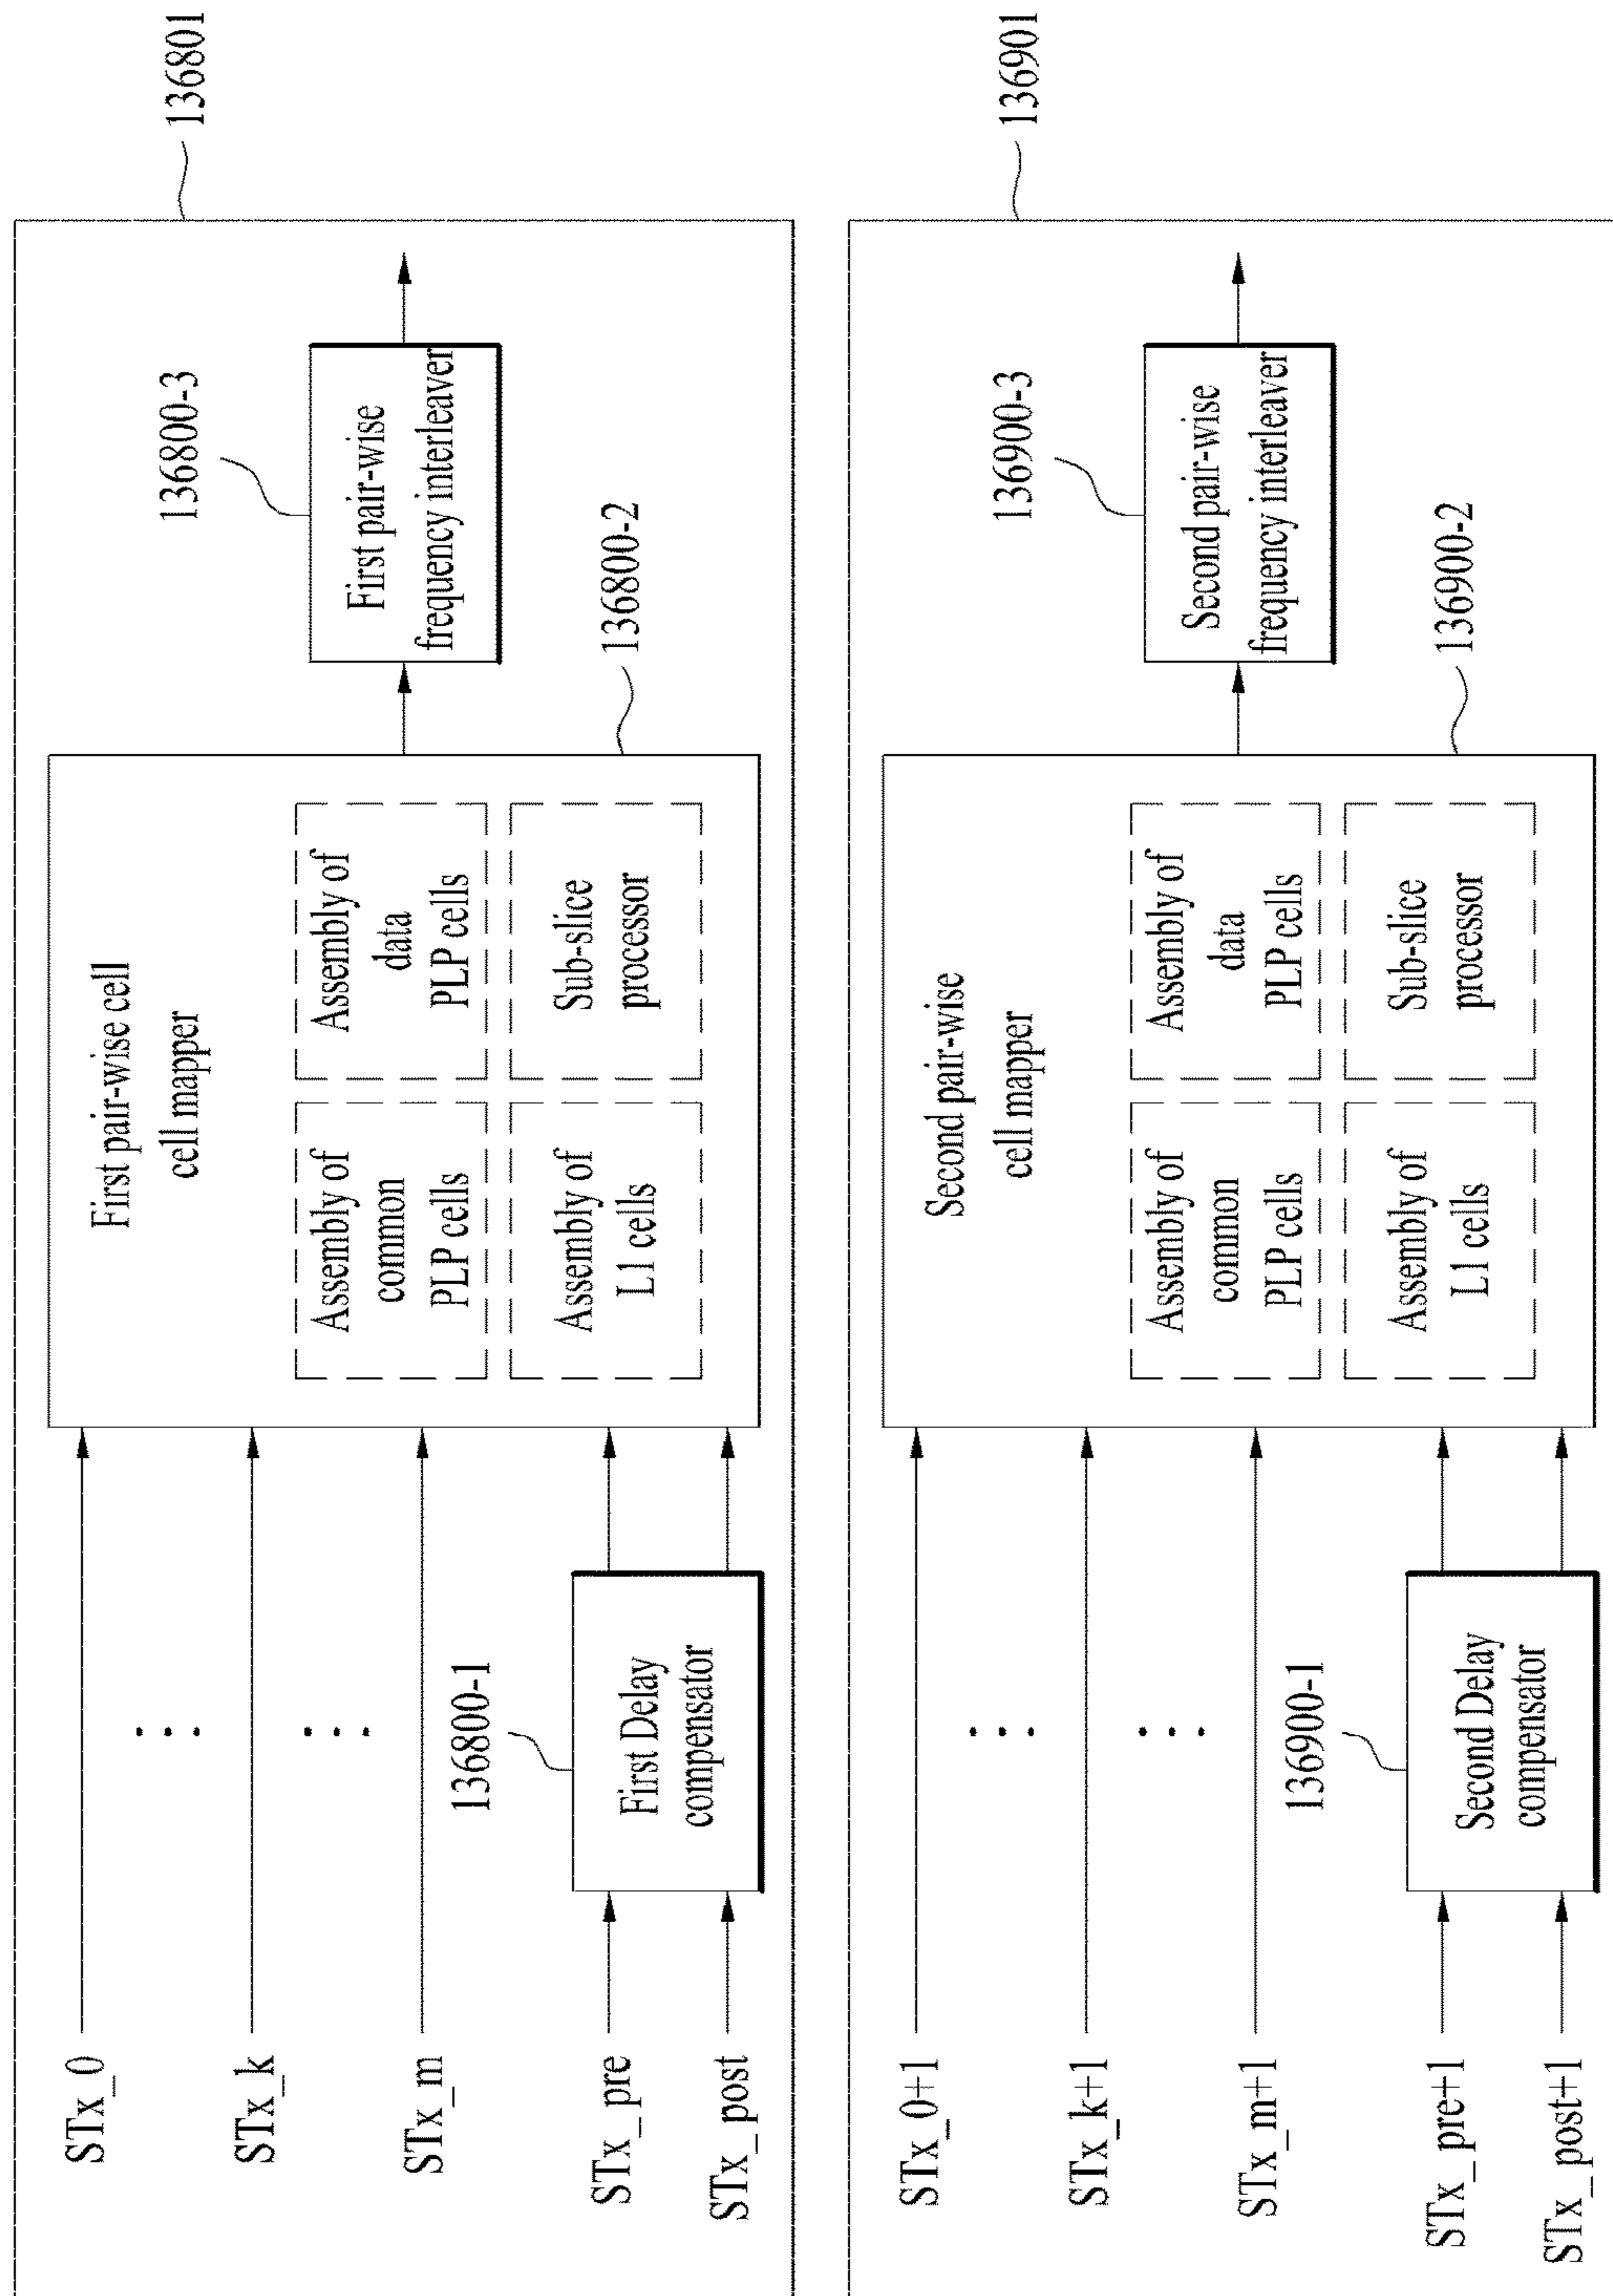 136801
STx_0
STx_k
STx_m
STx_pre
STx_post
136800-1
First Delay
compensator
First pair-wise cell
cell mapper
Assembly of
common
PLP cells
Assembly of
data
PLP cells
Assembly of
L1 cells
Sub-slice
processor
136800-2
136800-3
First pair-wise
frequency interleaver
136901
STx_0+1
STx_k+1
STx_m+1
STx_pre+1
STx_post+1
136900-1
Second Delay
compensator
Second pair-wise
cell mapper
Assembly of
common
PLP cells
Assembly of
data
PLP cells
Assembly of
L1 cells
Sub-slice
processor
136900-2
136900-3
Second pair-wise
frequency interleaver